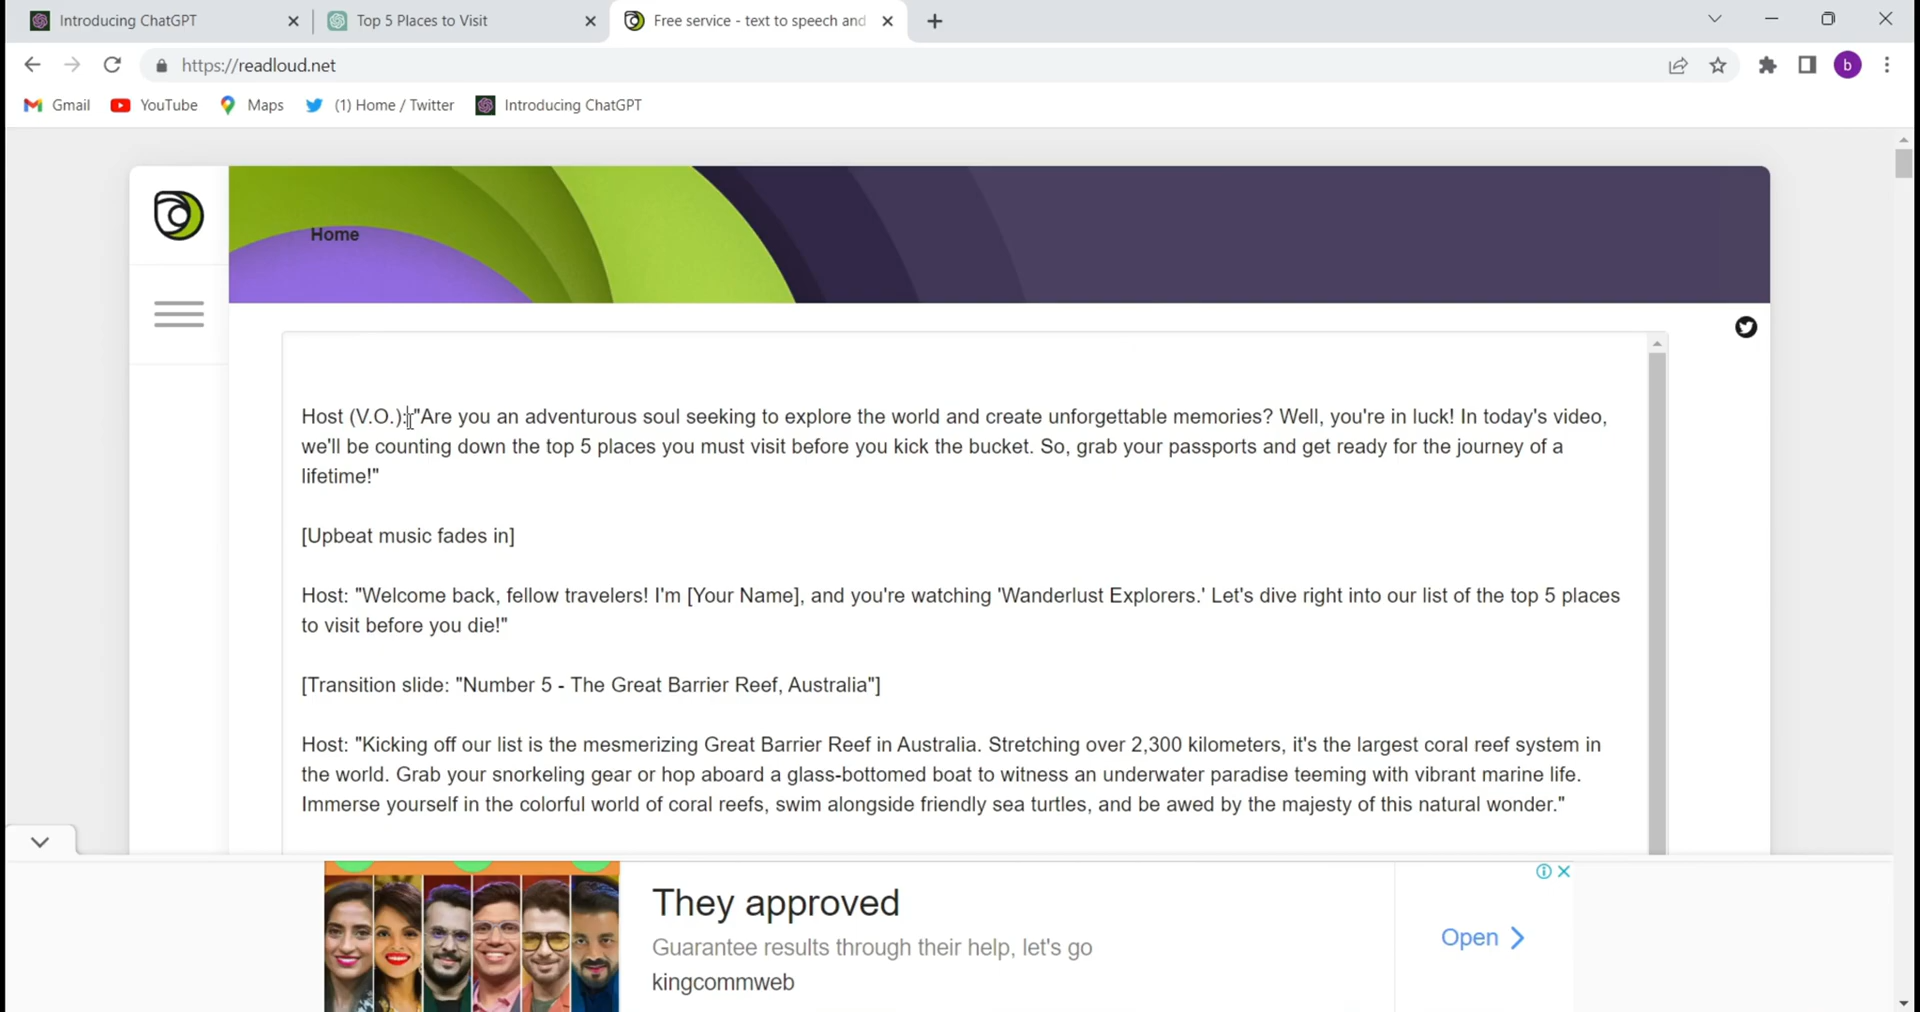 Introducing ChatGPT
Top 5 Places to Visit
Free service - text to speech and
https://readloud.net
b
Gmail
YouTube
Maps
(1) Home / Twitter
Introducing ChatGPT
Home
Host (V.O.): "Are you an adventurous soul seeking to explore the world and create unforgettable memories? Well, you're in luck! In today's video,
we'll be counting down the top 5 places you must visit before you kick the bucket. So, grab your passports and get ready for the journey of a
lifetime!"
[Upbeat music fades in]
Host: "Welcome back, fellow travelers! I'm [Your Name], and you're watching 'Wanderlust Explorers.' Let's dive right into our list of the top 5 places
to visit before you die!"
[Transition slide: "Number 5 - The Great Barrier Reef, Australia"]
Host: "Kicking off our list is the mesmerizing Great Barrier Reef in Australia. Stretching over 2,300 kilometers, it's the largest coral reef system in
the world. Grab your snorkeling gear or hop aboard a glass-bottomed boat to witness an underwater paradise teeming with vibrant marine life.
Immerse yourself in the colorful world of coral reefs, swim alongside friendly sea turtles, and be awed by the majesty of this natural wonder."
They approved
Guarantee results through their help, let's go
kingcommweb
Open